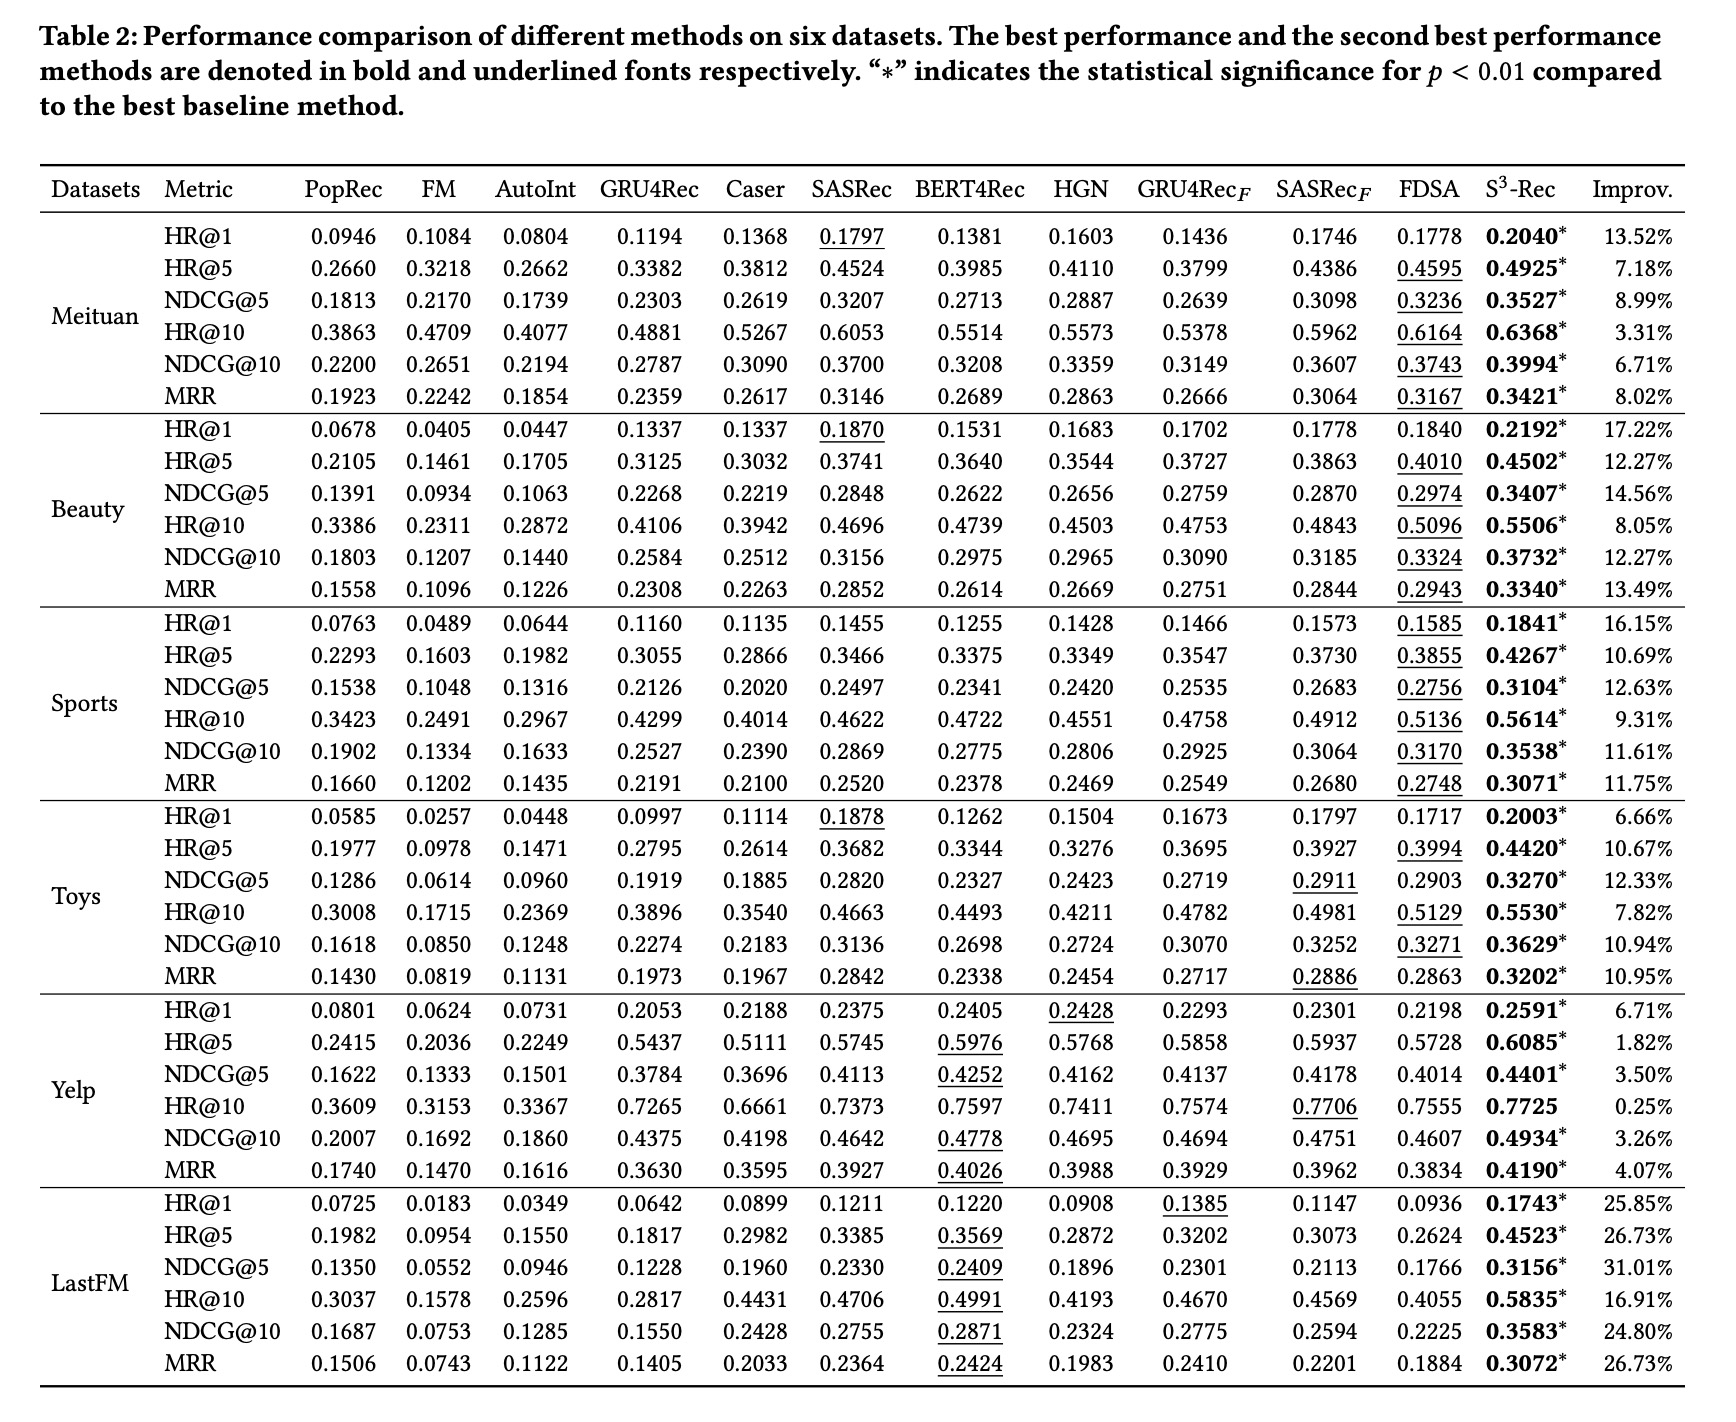 Table 2: Performance comparison of different methods on six datasets. The best performance and the second best performance
methods are denoted in bold and underlined fonts respectively. “∗” indicates the statistical significance for p < 0.01 compared
to the best baseline method.
Datasets Metric PopRec FM AutoInt GRU4Rec Caser SASRec BERT4Rec HGN GRU4Rec_F SASRec_F FDSA S³-Rec Improv.
Meituan
HR@1 0.0946 0.1084 0.0804 0.1194 0.1368 0.1797 0.1381 0.1603 0.1436 0.1746 0.1778 0.2040* 13.52%
HR@5 0.2660 0.3218 0.2662 0.3382 0.3812 0.4524 0.3985 0.4110 0.3799 0.4386 0.4595 0.4925* 7.18%
NDCG@5 0.1813 0.2170 0.1739 0.2303 0.2619 0.3207 0.2713 0.2887 0.2639 0.3098 0.3236 0.3527* 8.99%
HR@10 0.3863 0.4709 0.4077 0.4881 0.5267 0.6053 0.5514 0.5573 0.5378 0.5962 0.6164 0.6368* 3.31%
NDCG@10 0.2200 0.2651 0.2194 0.2787 0.3090 0.3700 0.3208 0.3359 0.3149 0.3607 0.3743 0.3994* 6.71%
MRR 0.1923 0.2242 0.1854 0.2359 0.2617 0.3146 0.2689 0.2863 0.2666 0.3064 0.3167 0.3421* 8.02%
Beauty
HR@1 0.0678 0.0405 0.0447 0.1337 0.1337 0.1870 0.1531 0.1683 0.1702 0.1778 0.1840 0.2192* 17.22%
HR@5 0.2105 0.1461 0.1705 0.3125 0.3032 0.3741 0.3640 0.3544 0.3727 0.3863 0.4010 0.4502* 12.27%
NDCG@5 0.1391 0.0934 0.1063 0.2268 0.2219 0.2848 0.2622 0.2656 0.2759 0.2870 0.2974 0.3407* 14.56%
HR@10 0.3386 0.2311 0.2872 0.4106 0.3942 0.4696 0.4739 0.4503 0.4753 0.4843 0.5096 0.5506* 8.05%
NDCG@10 0.1803 0.1207 0.1440 0.2584 0.2512 0.3156 0.2975 0.2965 0.3090 0.3185 0.3324 0.3732* 12.27%
MRR 0.1558 0.1096 0.1226 0.2308 0.2263 0.2852 0.2614 0.2669 0.2751 0.2844 0.2943 0.3340* 13.49%
Sports
HR@1 0.0763 0.0489 0.0644 0.1160 0.1135 0.1455 0.1255 0.1428 0.1466 0.1573 0.1585 0.1841* 16.15%
HR@5 0.2293 0.1603 0.1982 0.3055 0.2866 0.3466 0.3375 0.3349 0.3547 0.3730 0.3855 0.4267* 10.69%
NDCG@5 0.1538 0.1048 0.1316 0.2126 0.2020 0.2497 0.2341 0.2420 0.2535 0.2683 0.2756 0.3104* 12.63%
HR@10 0.3423 0.2491 0.2967 0.4299 0.4014 0.4622 0.4722 0.4551 0.4758 0.4912 0.5136 0.5614* 9.31%
NDCG@10 0.1902 0.1334 0.1633 0.2527 0.2390 0.2869 0.2775 0.2806 0.2925 0.3064 0.3170 0.3538* 11.61%
MRR 0.1660 0.1202 0.1435 0.2191 0.2100 0.2520 0.2378 0.2469 0.2549 0.2680 0.2748 0.3071* 11.75%
Toys
HR@1 0.0585 0.0257 0.0448 0.0997 0.1114 0.1878 0.1262 0.1504 0.1673 0.1797 0.1717 0.2003* 6.66%
HR@5 0.1977 0.0978 0.1471 0.2795 0.2614 0.3682 0.3344 0.3276 0.3695 0.3927 0.3994 0.4420* 10.67%
NDCG@5 0.1286 0.0614 0.0960 0.1919 0.1885 0.2820 0.2327 0.2423 0.2719 0.2911 0.2903 0.3270* 12.33%
HR@10 0.3008 0.1715 0.2369 0.3896 0.3540 0.4663 0.4493 0.4211 0.4782 0.4981 0.5129 0.5530* 7.82%
NDCG@10 0.1618 0.0850 0.1248 0.2274 0.2183 0.3136 0.2698 0.2724 0.3070 0.3252 0.3271 0.3629* 10.94%
MRR 0.1430 0.0819 0.1131 0.1973 0.1967 0.2842 0.2338 0.2454 0.2717 0.2886 0.2863 0.3202* 10.95%
Yelp
HR@1 0.0801 0.0624 0.0731 0.2053 0.2188 0.2375 0.2405 0.2428 0.2293 0.2301 0.2198 0.2591* 6.71%
HR@5 0.2415 0.2036 0.2249 0.5437 0.5111 0.5745 0.5976 0.5768 0.5858 0.5937 0.5728 0.6085* 1.82%
NDCG@5 0.1622 0.1333 0.1501 0.3784 0.3696 0.4113 0.4252 0.4162 0.4137 0.4178 0.4014 0.4401* 3.50%
HR@10 0.3609 0.3153 0.3367 0.7265 0.6661 0.7373 0.7597 0.7411 0.7574 0.7706 0.7555 0.7725 0.25%
NDCG@10 0.2007 0.1692 0.1860 0.4375 0.4198 0.4642 0.4778 0.4695 0.4694 0.4751 0.4607 0.4934* 3.26%
MRR 0.1740 0.1470 0.1616 0.3630 0.3595 0.3927 0.4026 0.3988 0.3929 0.3962 0.3834 0.4190* 4.07%
LastFM
HR@1 0.0725 0.0183 0.0349 0.0642 0.0899 0.1211 0.1220 0.0908 0.1385 0.1147 0.0936 0.1743* 25.85%
HR@5 0.1982 0.0954 0.1550 0.1817 0.2982 0.3385 0.3569 0.2872 0.3202 0.3073 0.2624 0.4523* 26.73%
NDCG@5 0.1350 0.0552 0.0946 0.1228 0.1960 0.2330 0.2409 0.1896 0.2301 0.2113 0.1766 0.3156* 31.01%
HR@10 0.3037 0.1578 0.2596 0.2817 0.4431 0.4706 0.4991 0.4193 0.4670 0.4569 0.4055 0.5835* 16.91%
NDCG@10 0.1687 0.0753 0.1285 0.1550 0.2428 0.2755 0.2871 0.2324 0.2775 0.2594 0.2225 0.3583* 24.80%
MRR 0.1506 0.0743 0.1122 0.1405 0.2033 0.2364 0.2424 0.1983 0.2410 0.2201 0.1884 0.3072* 26.73%